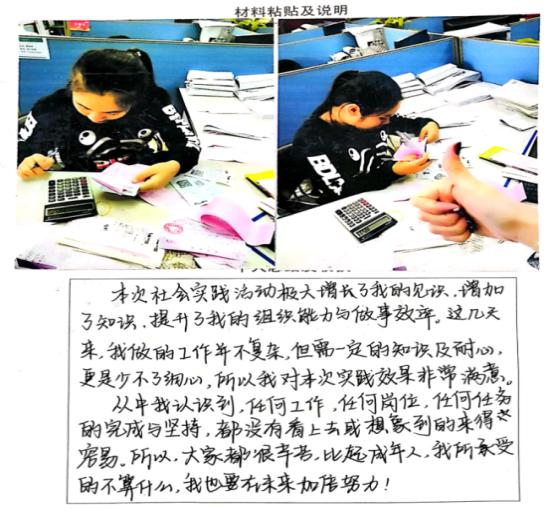 材料粘贴及说明
本次社会实践活动极大增长了我的见识，增加
了知识，提升了我的组织能力与做事效率。这几天
来，我做的工作并不复杂，但需一定的知识及耐心，
更是少不了细心，所以我对本次实践效果非常满意。
从中我认识到，任何工作，任何岗位，任何任务
的完成与坚持，都没有看上去或想象到的来得
容易。所以，大家都很辛苦，比起成年人，我所承受
的不算什么，我也要在未来加倍努力！